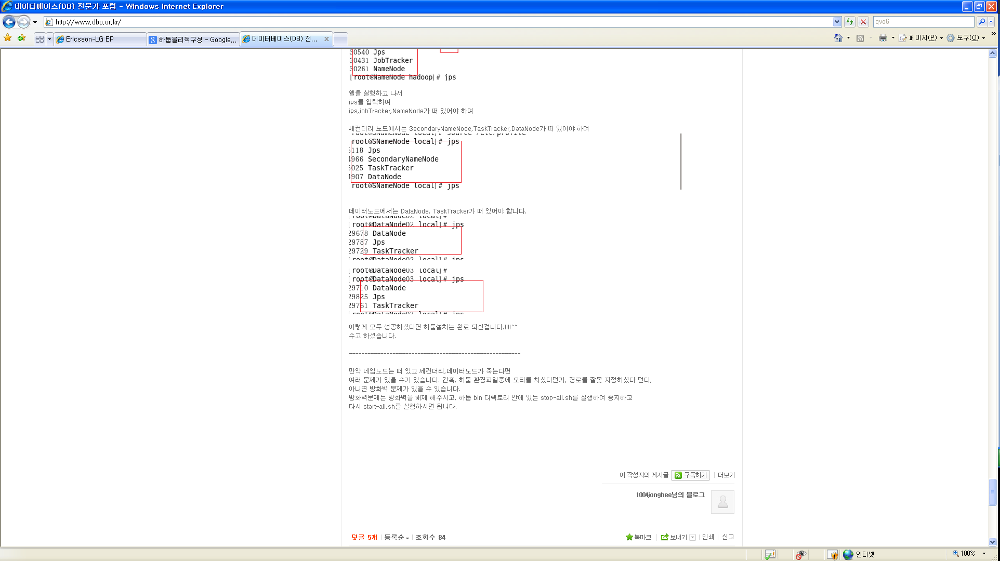 데이터베이스(DB) 전문가 포럼 - Windows Internet Explorer
http://www.dbp.or.kr/
qvo6
Ericsson-LG EP
하둡물리적구성 - Google...
데이터베이스(DB) 전...
페이지(P)
도구(O)
30540 Jps
30431 JobTracker
30261 NameNode
[root@NameNode hadoop]# jps
쉘을 실행하고 나서
jps를 입력하여
jps,jobTracker,NameNode가 떠 있어야 하며
세컨더리 노드에서는 SecondaryNameNode,TaskTracker,DataNode가 떠 있어야 하며
root@SNameNode local]# source /etc/profile
root@SNameNode local]# jps
5118 Jps
4966 SecondaryNameNode
5025 TaskTracker
4907 DataNode
root@SNameNode local]# jps
데이터노드에서는 DataNode, TaskTracker가 떠 있어야 합니다.
[root@DataNode02 local]#
[root@DataNode02 local]# jps
29678 DataNode
29787 Jps
29729 TaskTracker
[root@DataNode02 local]# jps
[root@DataNode03 local]#
[root@DataNode03 local]# jps
29710 DataNode
29825 Jps
29761 TaskTracker
[root@DataNode03 local]# jps
이렇게 모두 성공하셨다면 하둡설치는 완료 되신겁니다.!!!!^^
수고 하셨습니다.
-------------------------------------------------------
만약 네임노드는 떠 있고 세컨더리,데이터노드가 죽는다면
여러 문제가 있을 수가 있습니다. 간혹, 하둡 환경파일중에 오타를 치셨다던가, 경로를 잘못 지정하셨다 던다,
아니면 방화벽 문제가 있을 수 있습니다.
방화벽문제는 방화벽을 해제 해주시고, 하둡 bin 디렉토리 안에 있는 stop-all.sh를 실행하여 중지하고
다시 start-all.sh를 실행하시면 됩니다.
이 작성자의 게시글 구독하기 더보기
1004jonghee님의 블로그
덧글 5개 등록순 조회수 84
북마크 보내기 인쇄 신고
인터넷
100%